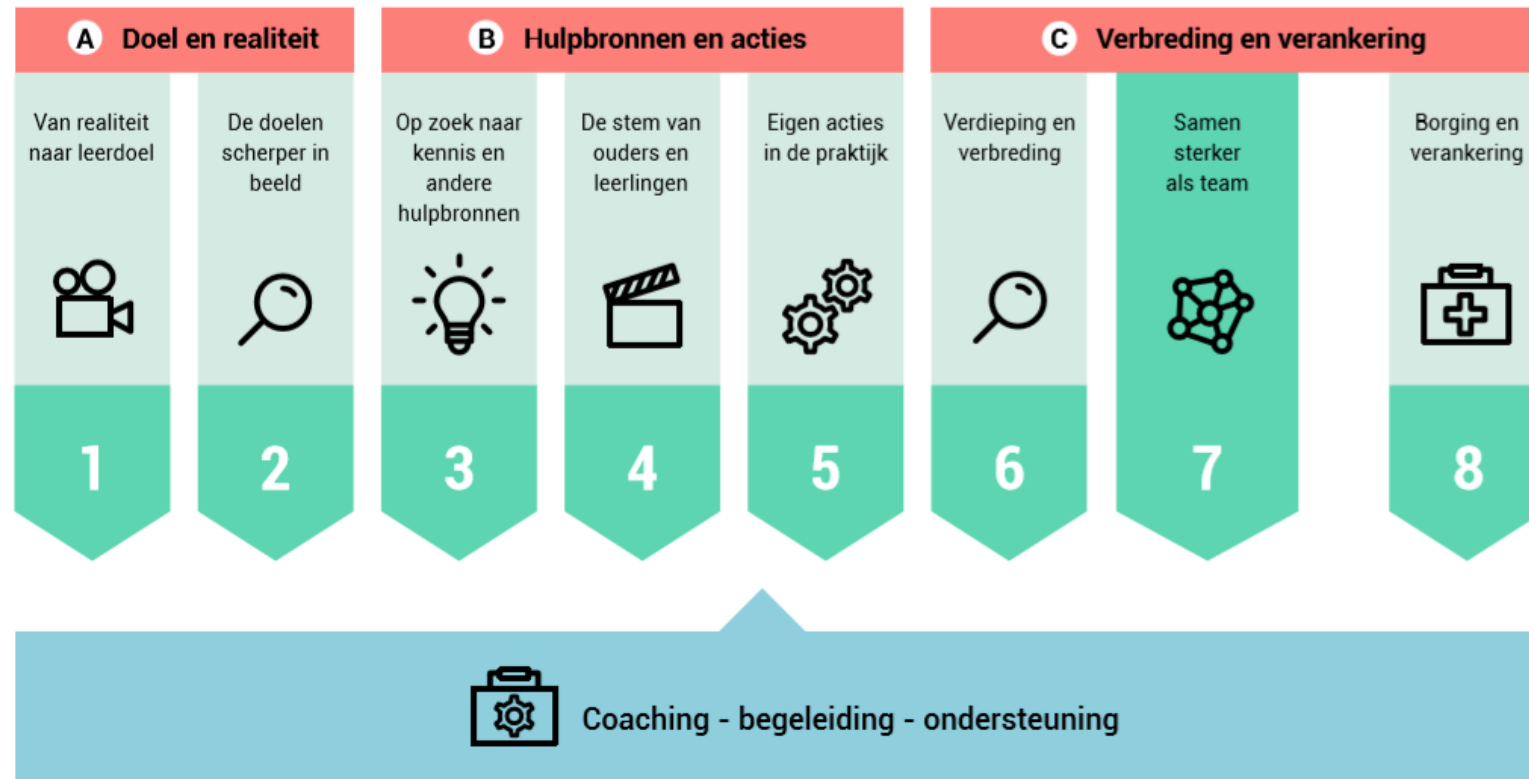 A Doel en realiteit
B Hulpbronnen en acties
C Verbreding en verankering
Van realiteit
naar leerdoel
De doelen
scherper in
beeld
Op zoek naar
kennis en
andere
hulpbronnen
De stem van
ouders en
leerlingen
Eigen acties
in de praktijk
Verdieping en
verbreding
Samen
sterker
als team
Borging en
verankering
1
2
3
4
5
6
7
8
Coaching - begeleiding - ondersteuning